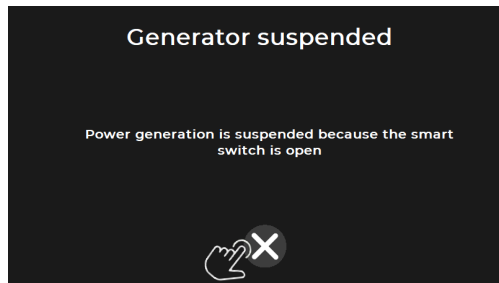 Generator suspended
Power generation is suspended because the smart
switch is open